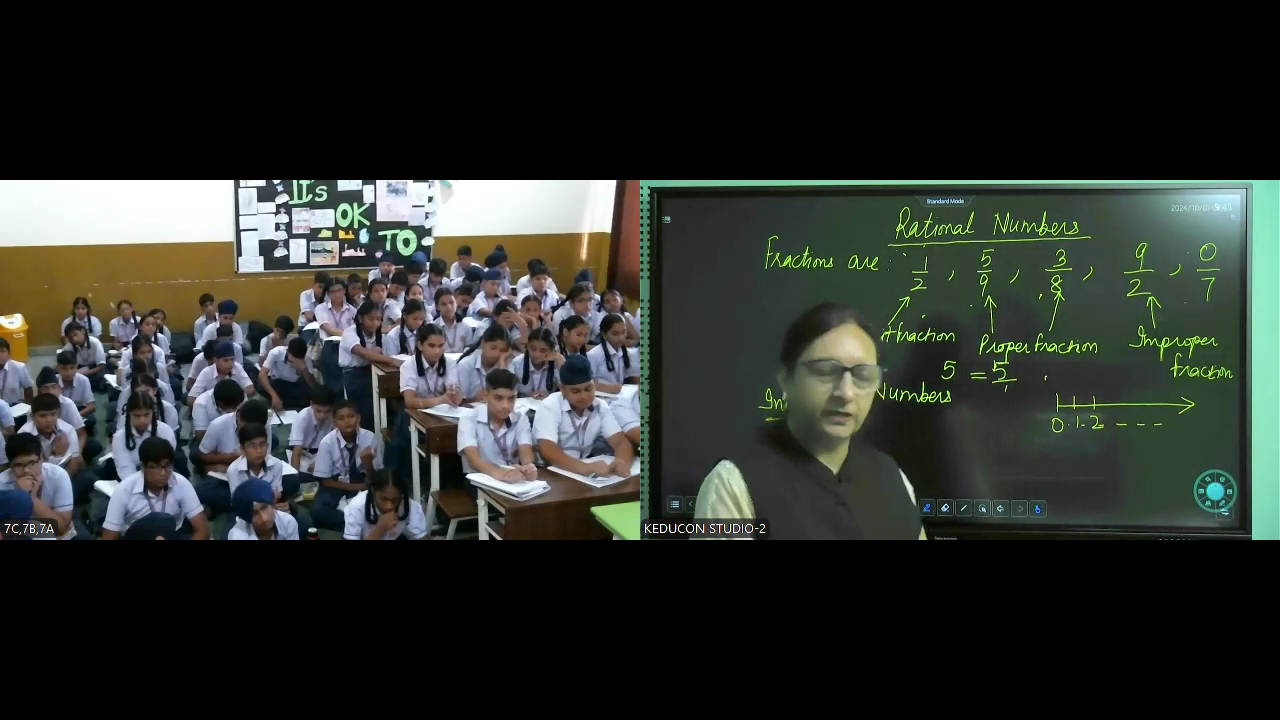 It's
OK
TO
7C,7B,7A
Standard Mode
Rational Numbers
Fractions are : 1/2 , 5/9 , 3/8 , 9/2 , 0/7
A fraction Proper fraction Improper fraction
5 = 5/1
In Numbers
0 1 2 - - -
KEDUCON STUDIO-2